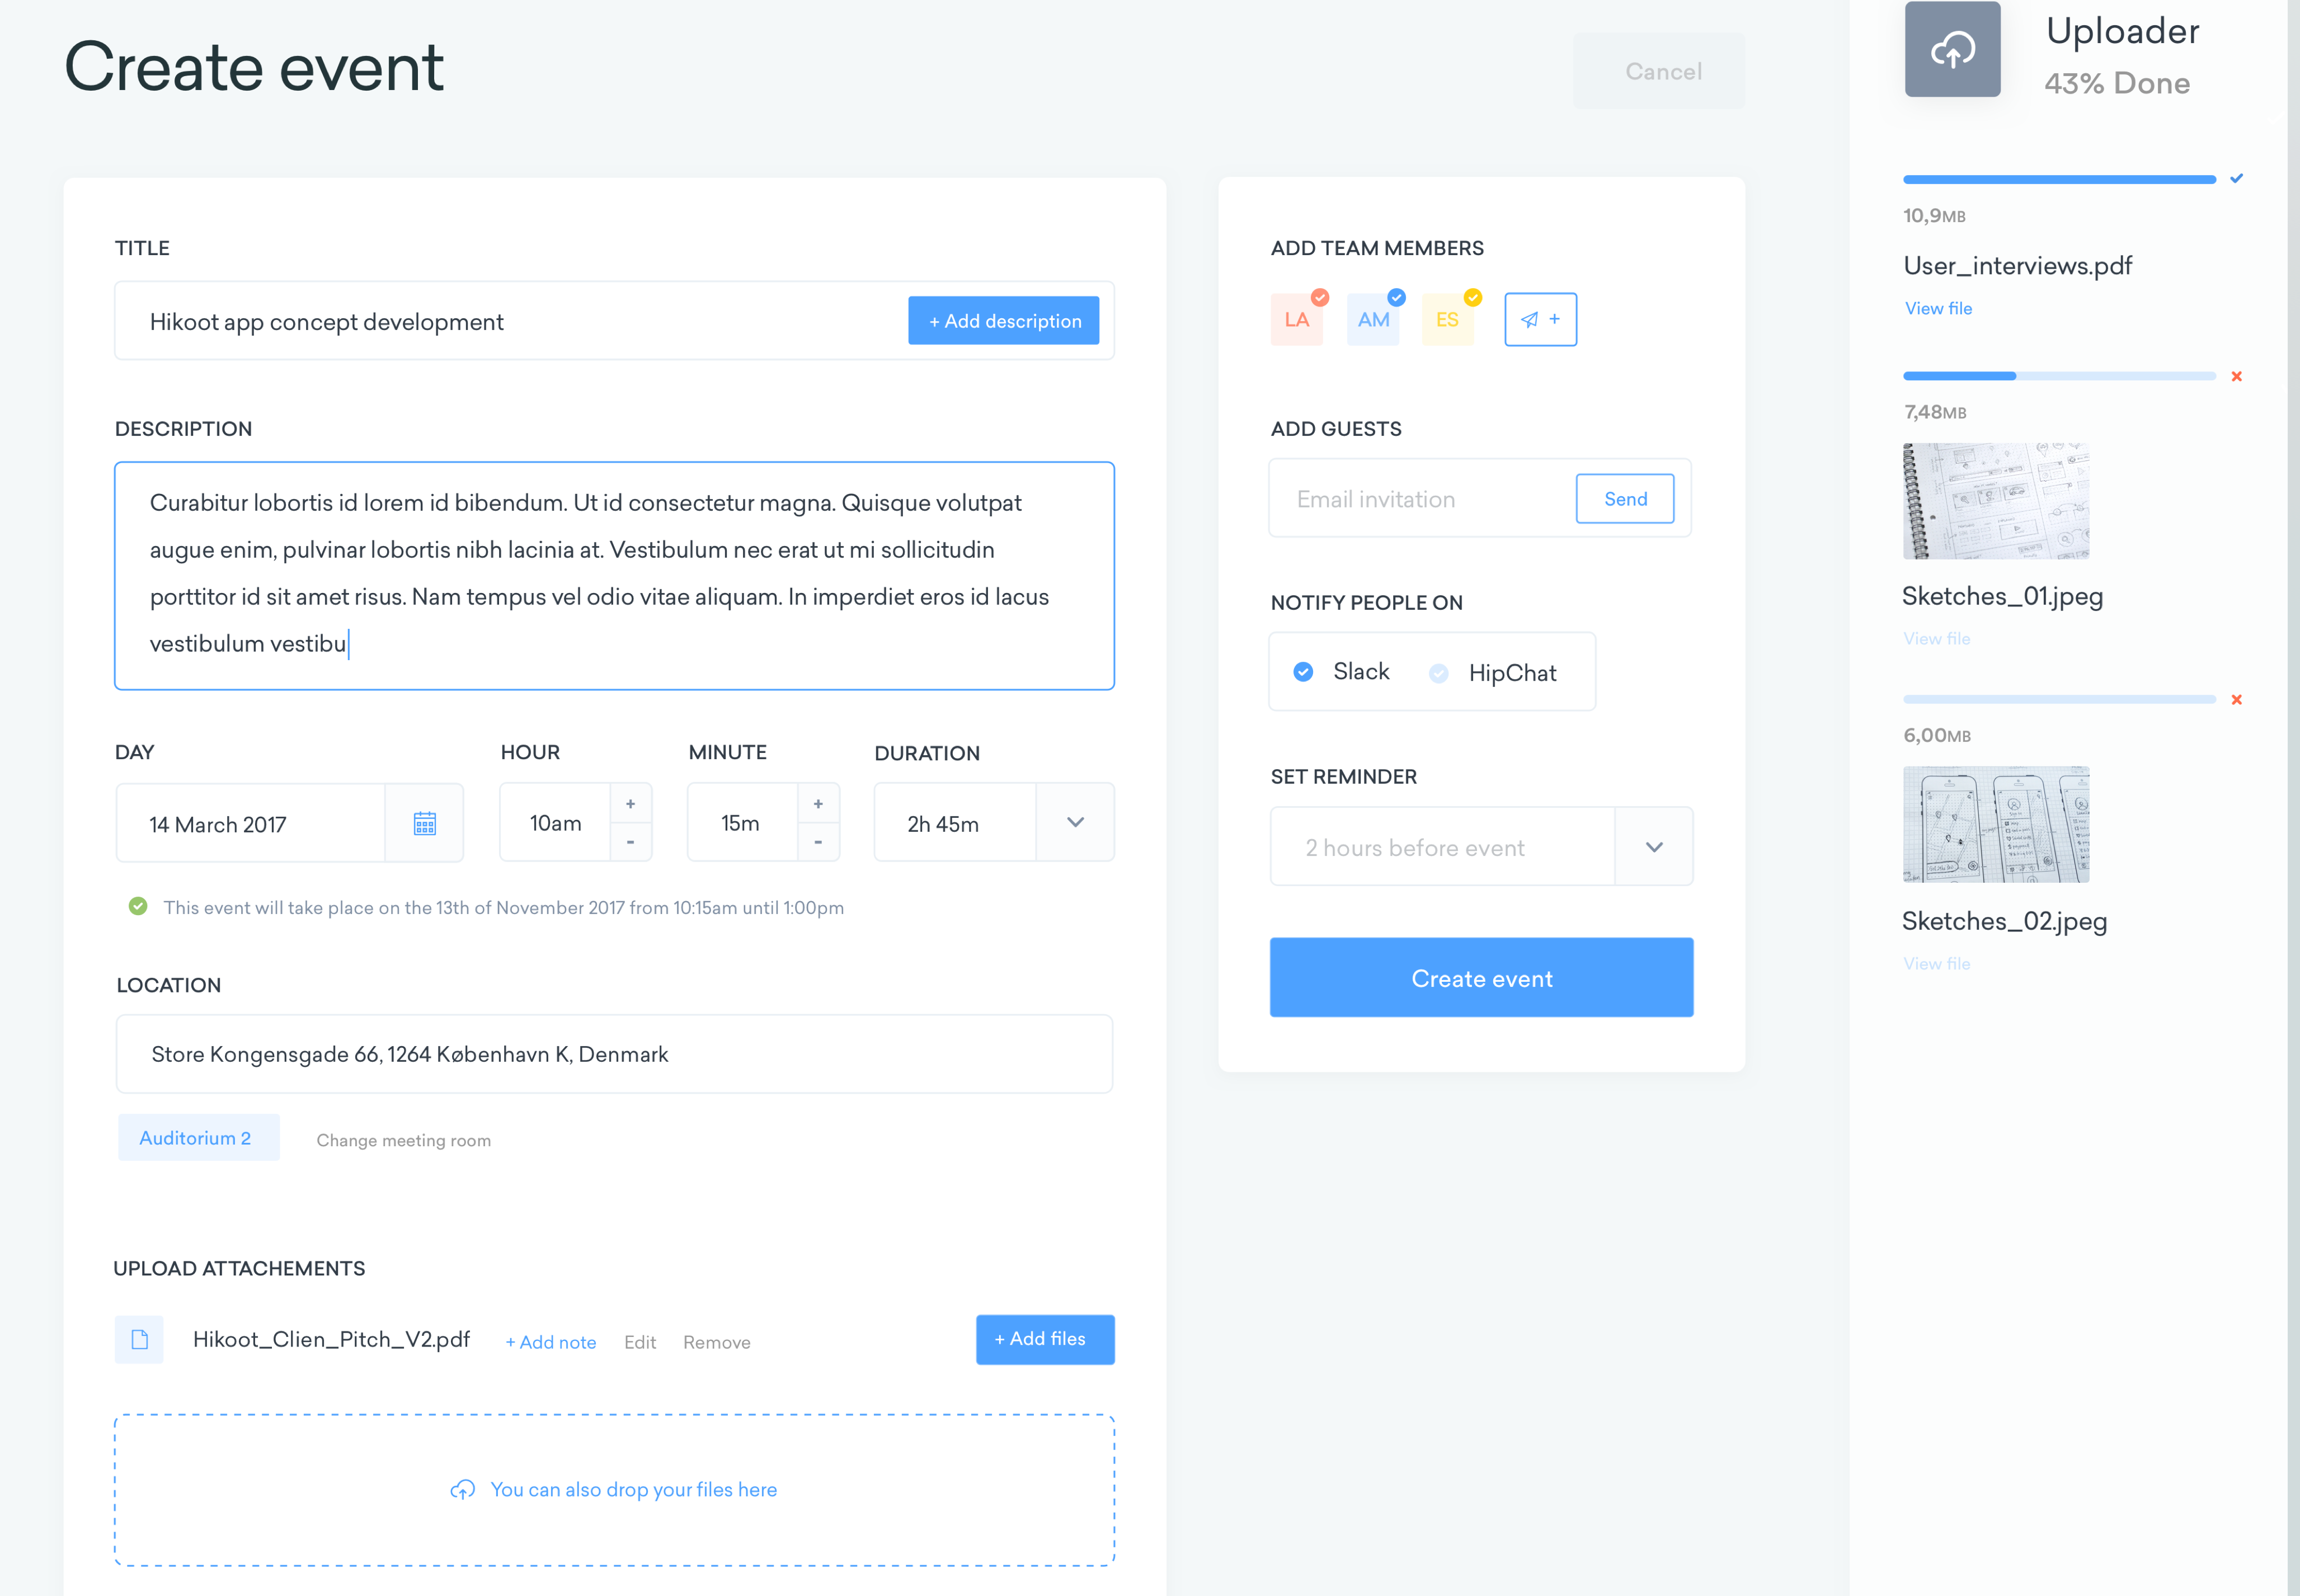 Create event
Cancel
TITLE
Hikoot app concept development
+ Add description
DESCRIPTION
Curabitur lobortis id lorem id bibendum. Ut id consectetur magna. Quisque volutpat
augue enim, pulvinar lobortis nibh lacinia at. Vestibulum nec erat ut mi sollicitudin
porttitor id sit amet risus. Nam tempus vel odio vitae aliquam. In imperdiet eros id lacus
vestibulum vestibu
DAY
HOUR
MINUTE
DURATION
14 March 2017
10am
+
-
15m
+
-
2h 45m
This event will take place on the 13th of November 2017 from 10:15am until 1:00pm
LOCATION
Store Kongensgade 66, 1264 København K, Denmark
Auditorium 2
Change meeting room
UPLOAD ATTACHEMENTS
Hikoot_Clien_Pitch_V2.pdf
+ Add note
Edit
Remove
+ Add files
You can also drop your files here
ADD TEAM MEMBERS
LA
AM
ES
+
ADD GUESTS
Email invitation
Send
NOTIFY PEOPLE ON
Slack
HipChat
SET REMINDER
2 hours before event
Create event
Uploader
43% Done
10,9MB
User_interviews.pdf
View file
7,48MB
Sketches_01.jpeg
View file
6,00MB
Sketches_02.jpeg
View file